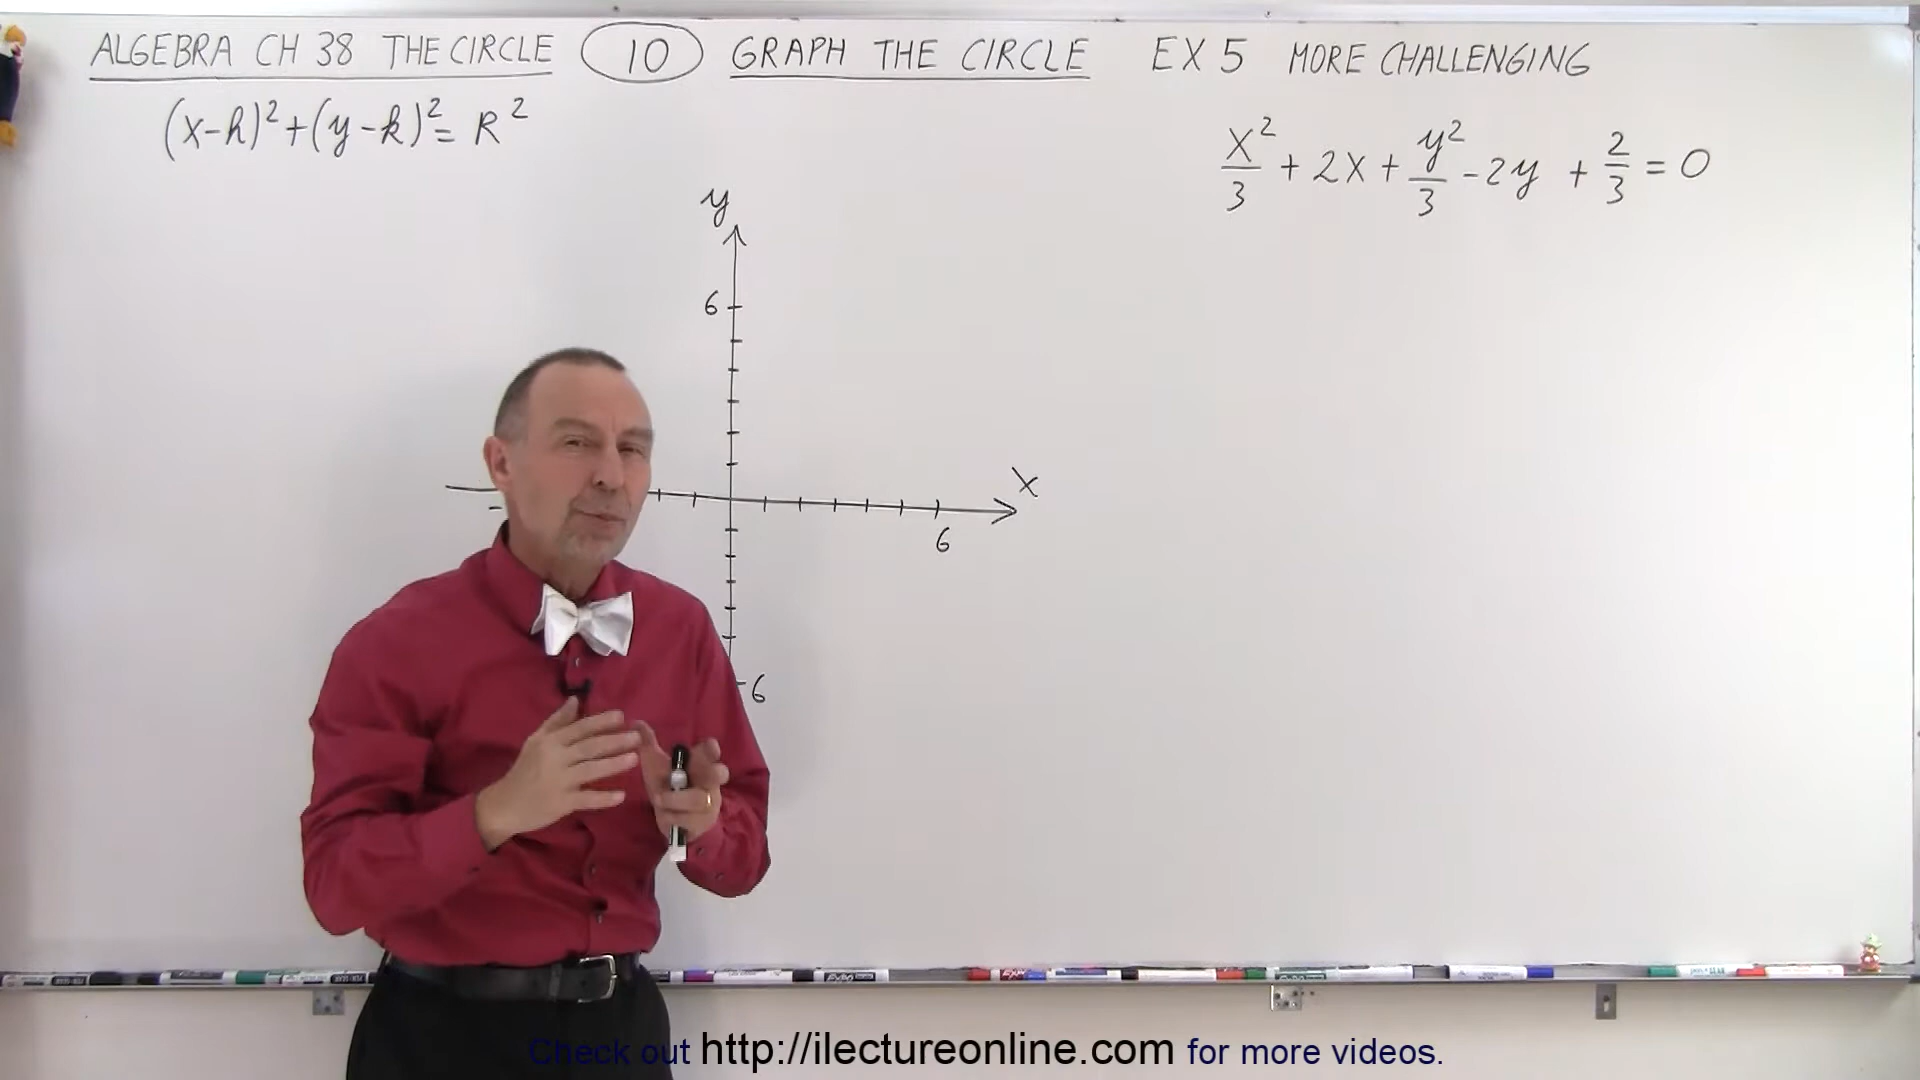 ALGEBRA CH 38 THE CIRCLE 10 GRAPH THE CIRCLE EX 5 MORE CHALLENGING
(x-h)²+(y-k)²= R²
x²/3 + 2x + y²/3 - 2y + 2/3 = 0
y
6
x
6
-6
Check out http://ilectureonline.com for more videos.